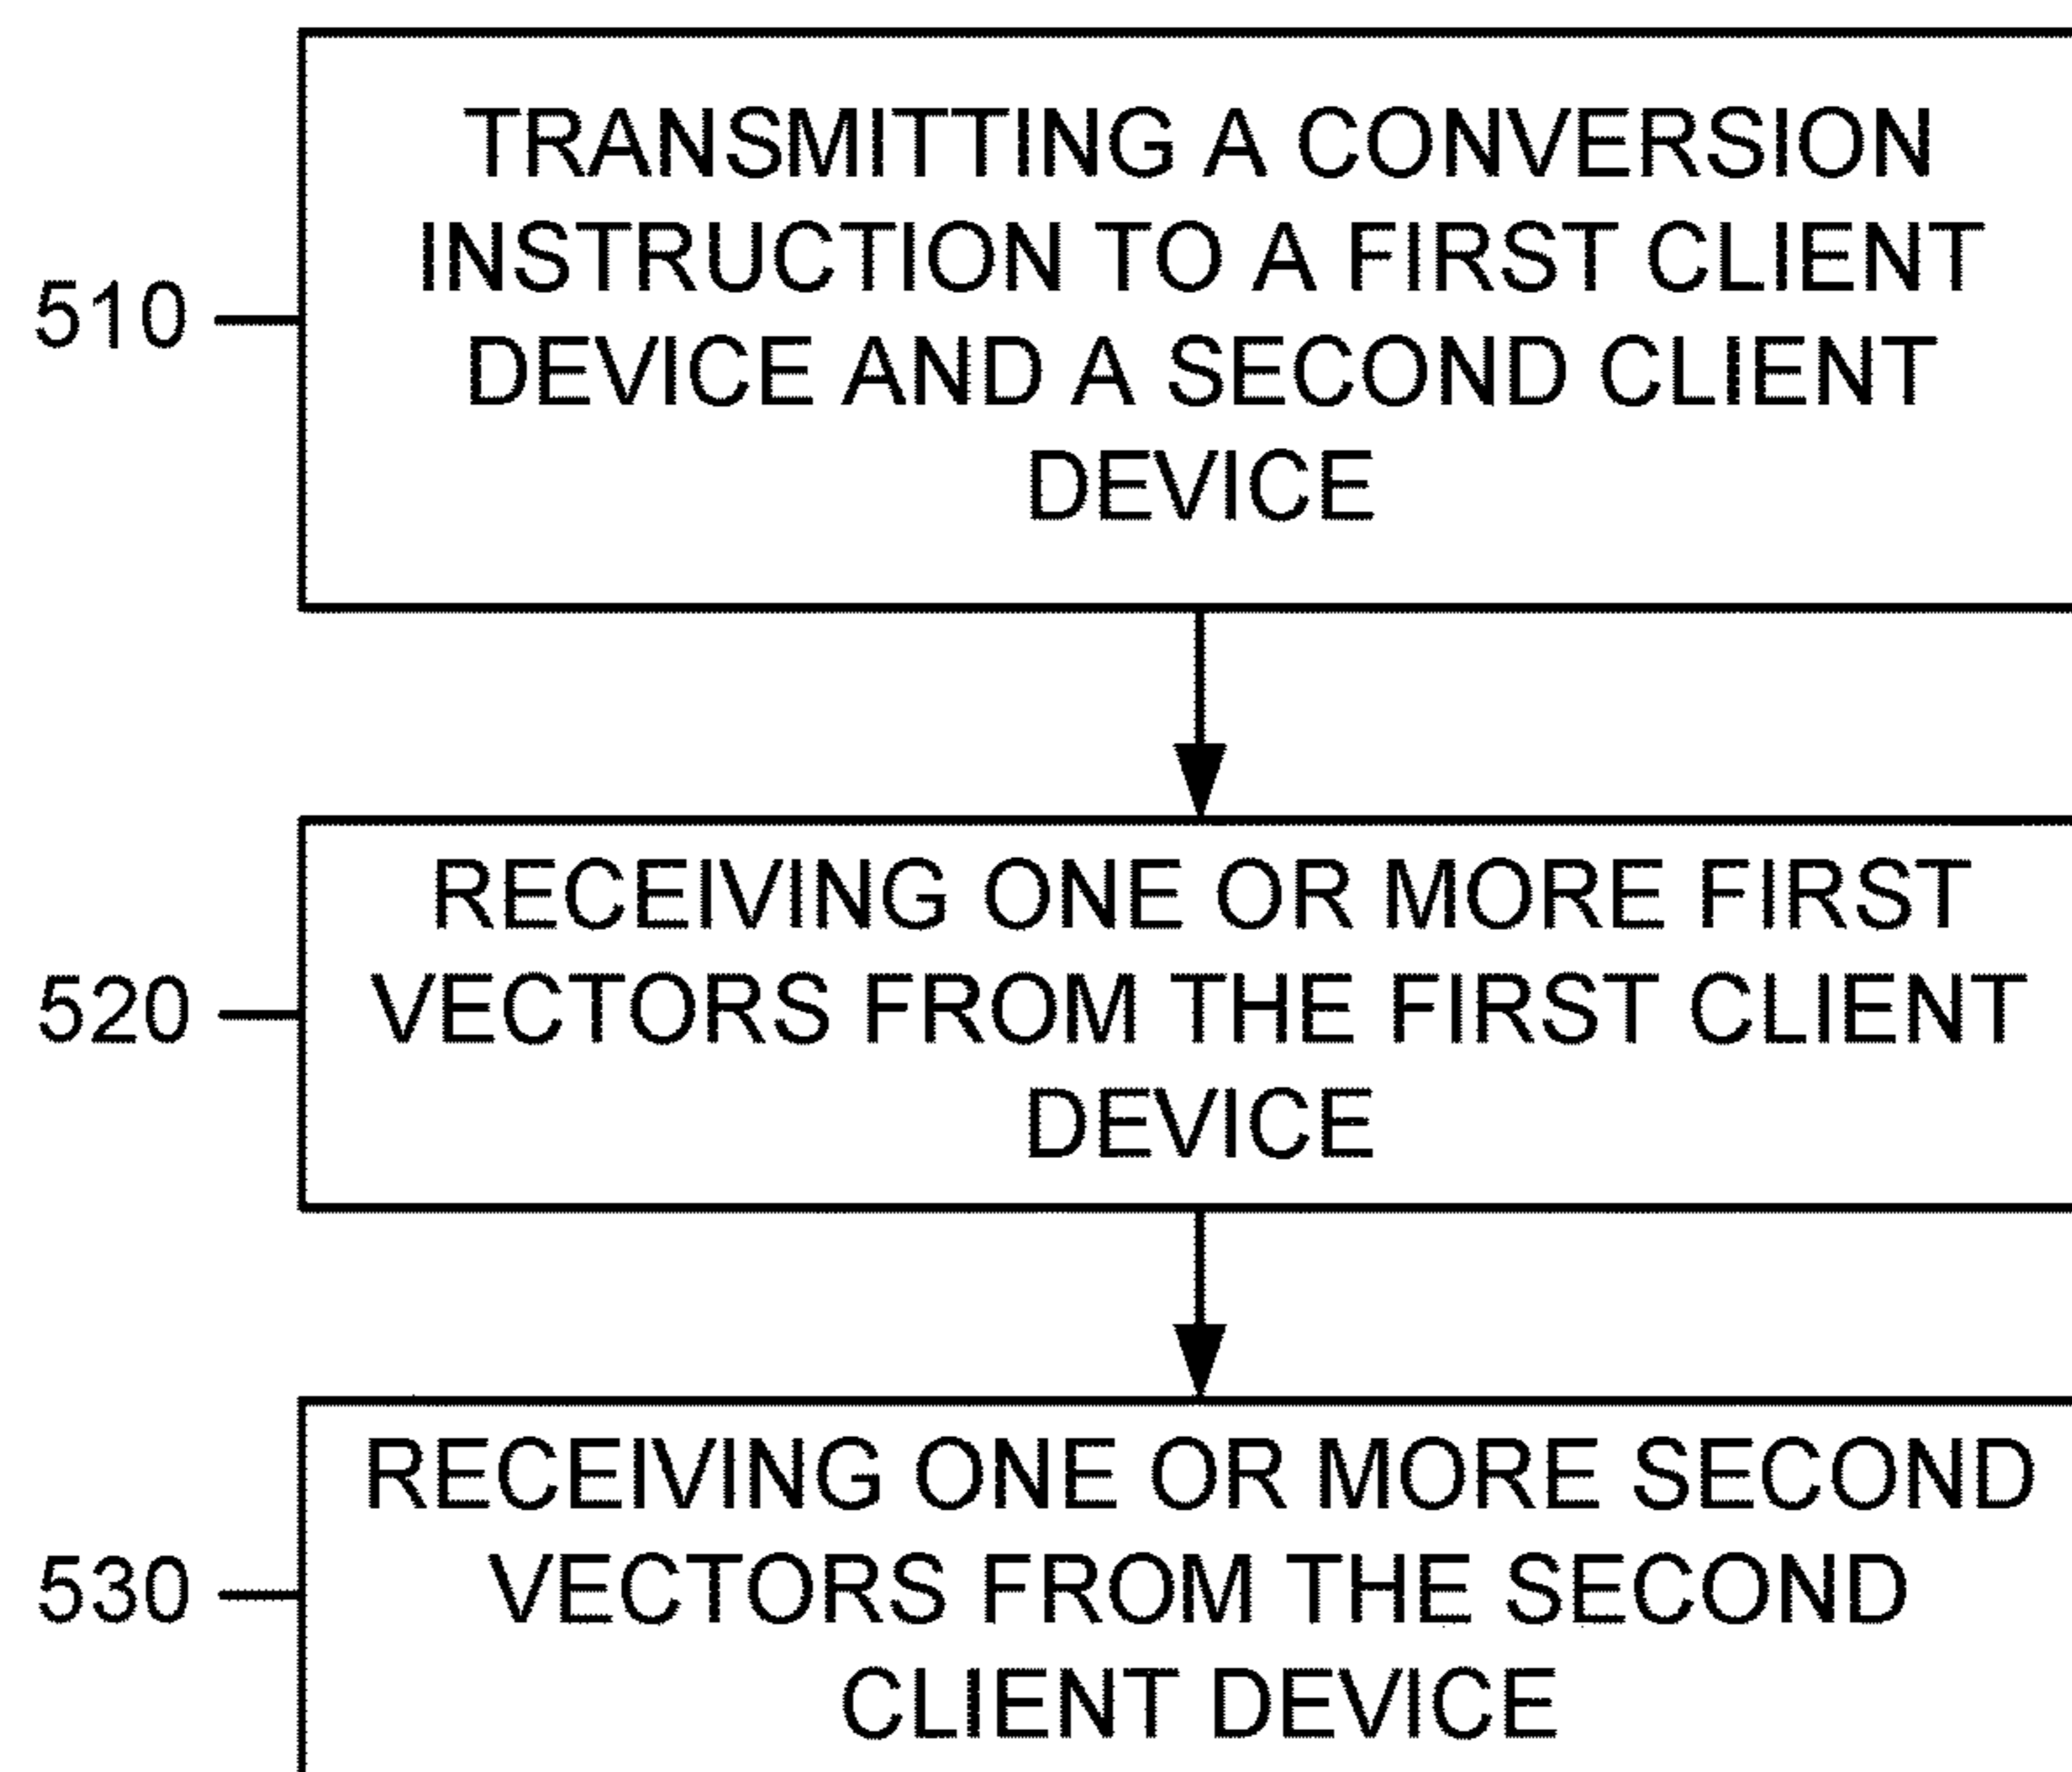 TRANSMITTING A CONVERSION
INSTRUCTION TO A FIRST CLIENT
DEVICE AND A SECOND CLIENT
DEVICE
510
RECEIVING ONE OR MORE FIRST
VECTORS FROM THE FIRST CLIENT
DEVICE
520
RECEIVING ONE OR MORE SECOND
VECTORS FROM THE SECOND
CLIENT DEVICE
530